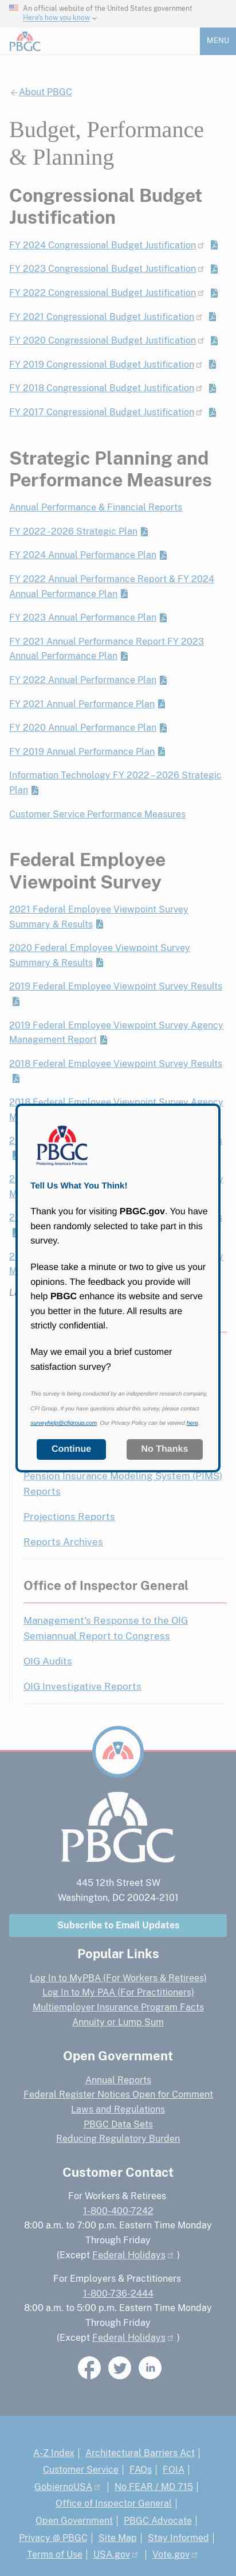 An official website of the United States government
Here's how you know
PBGC
MENU
About PBGC
Budget, Performance
& Planning
Congressional Budget
Justification
FY 2024 Congressional Budget Justification
FY 2023 Congressional Budget Justification
FY 2022 Congressional Budget Justification
FY 2021 Congressional Budget Justification
FY 2020 Congressional Budget Justification
FY 2019 Congressional Budget Justification
FY 2018 Congressional Budget Justification
FY 2017 Congressional Budget Justification
Strategic Planning and
Performance Measures
Annual Performance & Financial Reports
FY 2022-2026 Strategic Plan
FY 2024 Annual Performance Plan
FY 2022 Annual Performance Report & FY 2024
Annual Performance Plan
FY 2023 Annual Performance Plan
FY 2021 Annual Performance Report FY 2023
Annual Performance Plan
FY 2022 Annual Performance Plan
FY 2021 Annual Performance Plan
FY 2020 Annual Performance Plan
FY 2019 Annual Performance Plan
Information Technology FY 2022–2026 Strategic
Plan
Customer Service Performance Measures
Federal Employee
Viewpoint Survey
2021 Federal Employee Viewpoint Survey
Summary & Results
2020 Federal Employee Viewpoint Survey
Summary & Results
2019 Federal Employee Viewpoint Survey Results
2019 Federal Employee Viewpoint Survey Agency
Management Report
2018 Federal Employee Viewpoint Survey Results
2018 Federal Employee Viewpoint Survey Agency
PBGC
Protecting America's Pensions
Tell Us What You Think!
Thank you for visiting PBGC.gov. You have
been randomly selected to take part in this
survey.
Please take a minute or two to give us your
opinions. The feedback you provide will
help PBGC enhance its website and serve
you better in the future. All results are
strictly confidential.
May we email you a brief customer
satisfaction survey?
This survey is being conducted by an independent research company,
CFI Group. If you have questions about this survey, please contact
surveyhelp@cfigroup.com. Our Privacy Policy can be viewed here.
Continue
No Thanks
Pension Insurance Modeling System (PIMS)
Reports
Projections Reports
Reports Archives
Office of Inspector General
Management's Response to the OIG
Semiannual Report to Congress
OIG Audits
OIG Investigative Reports
PBGC
445 12th Street SW
Washington, DC 20024-2101
Subscribe to Email Updates
Popular Links
Log In to MyPBA (For Workers & Retirees)
Log In to My PAA (For Practitioners)
Multiemployer Insurance Program Facts
Annuity or Lump Sum
Open Government
Annual Reports
Federal Register Notices Open for Comment
Laws and Regulations
PBGC Data Sets
Reducing Regulatory Burden
Customer Contact
For Workers & Retirees
1-800-400-7242
8:00 a.m. to 7:00 p.m. Eastern Time Monday
Through Friday
(Except Federal Holidays )
For Employers & Practitioners
1-800-736-2444
8:00 a.m. to 5:00 p.m. Eastern Time Monday
Through Friday
(Except Federal Holidays )
A-Z Index | Architectural Barriers Act |
Customer Service | FAQs | FOIA |
GobiernoUSA | No FEAR / MD 715 |
Office of Inspector General |
Open Government | PBGC Advocate |
Privacy @ PBGC | Site Map | Stay Informed |
Terms of Use | USA.gov | Vote.gov